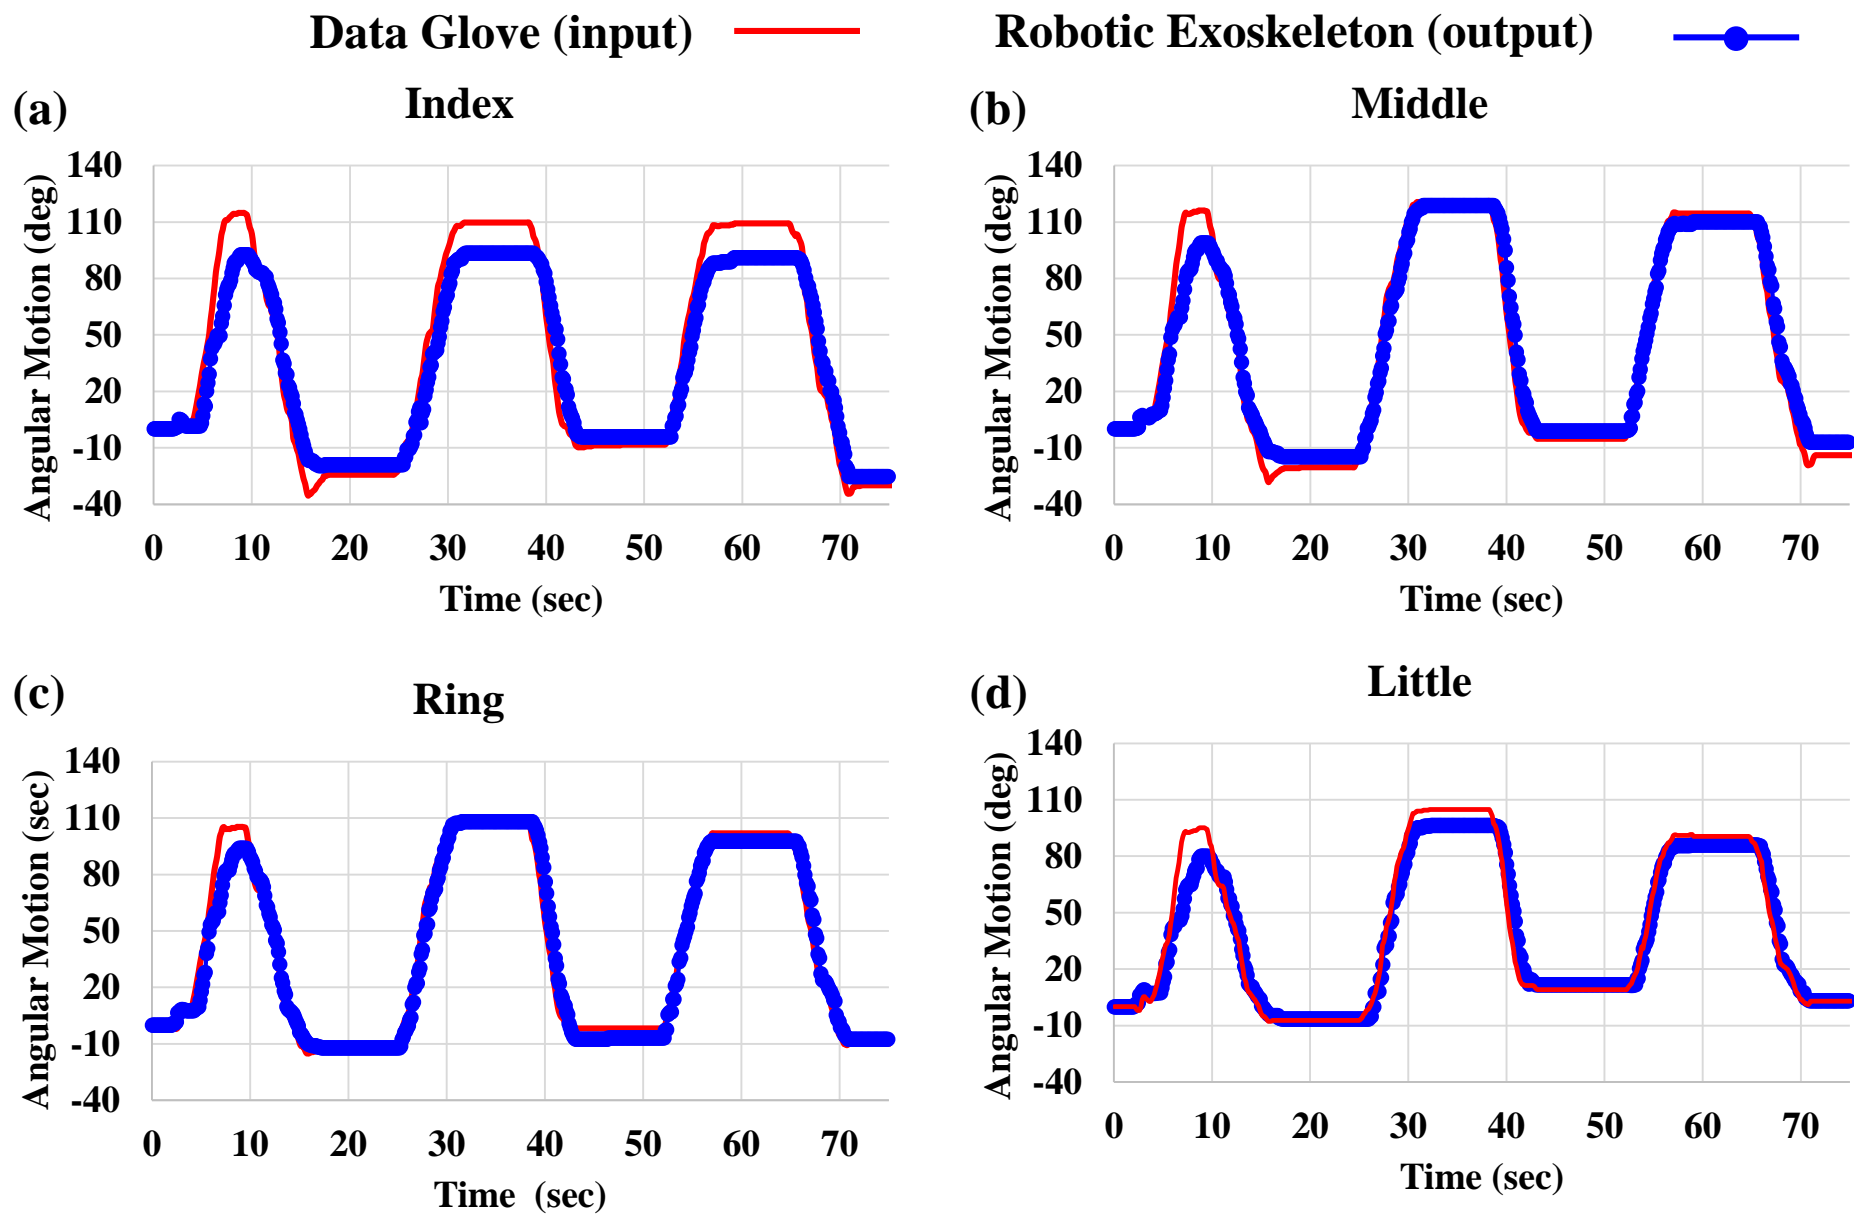 Data Glove (input)
Robotic Exoskeleton (output)
(a)
Index
Angular Motion (deg)
140
110
80
50
20
-10
-40
0 10 20 30 40 50 60 70
Time (sec)
(b)
Middle
Angular Motion (deg)
140
110
80
50
20
-10
-40
0 10 20 30 40 50 60 70
Time (sec)
(c)
Ring
Angular Motion (sec)
140
110
80
50
20
-10
-40
0 10 20 30 40 50 60 70
Time (sec)
(d)
Little
Angular Motion (deg)
140
110
80
50
20
-10
-40
0 10 20 30 40 50 60 70
Time (sec)